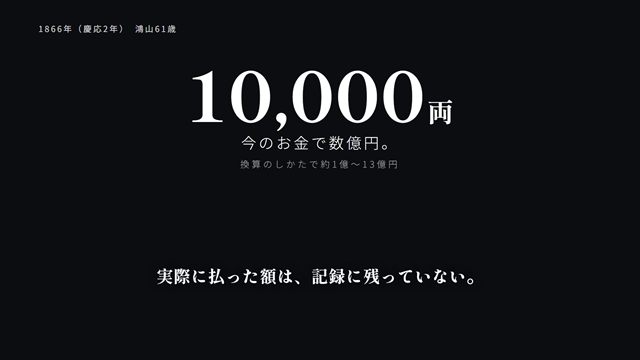 1866年（慶応2年） 鴻山61歳
10,000両
今のお金で数億円。
換算のしかたで約1億〜13億円
実際に払った額は、記録に残っていない。